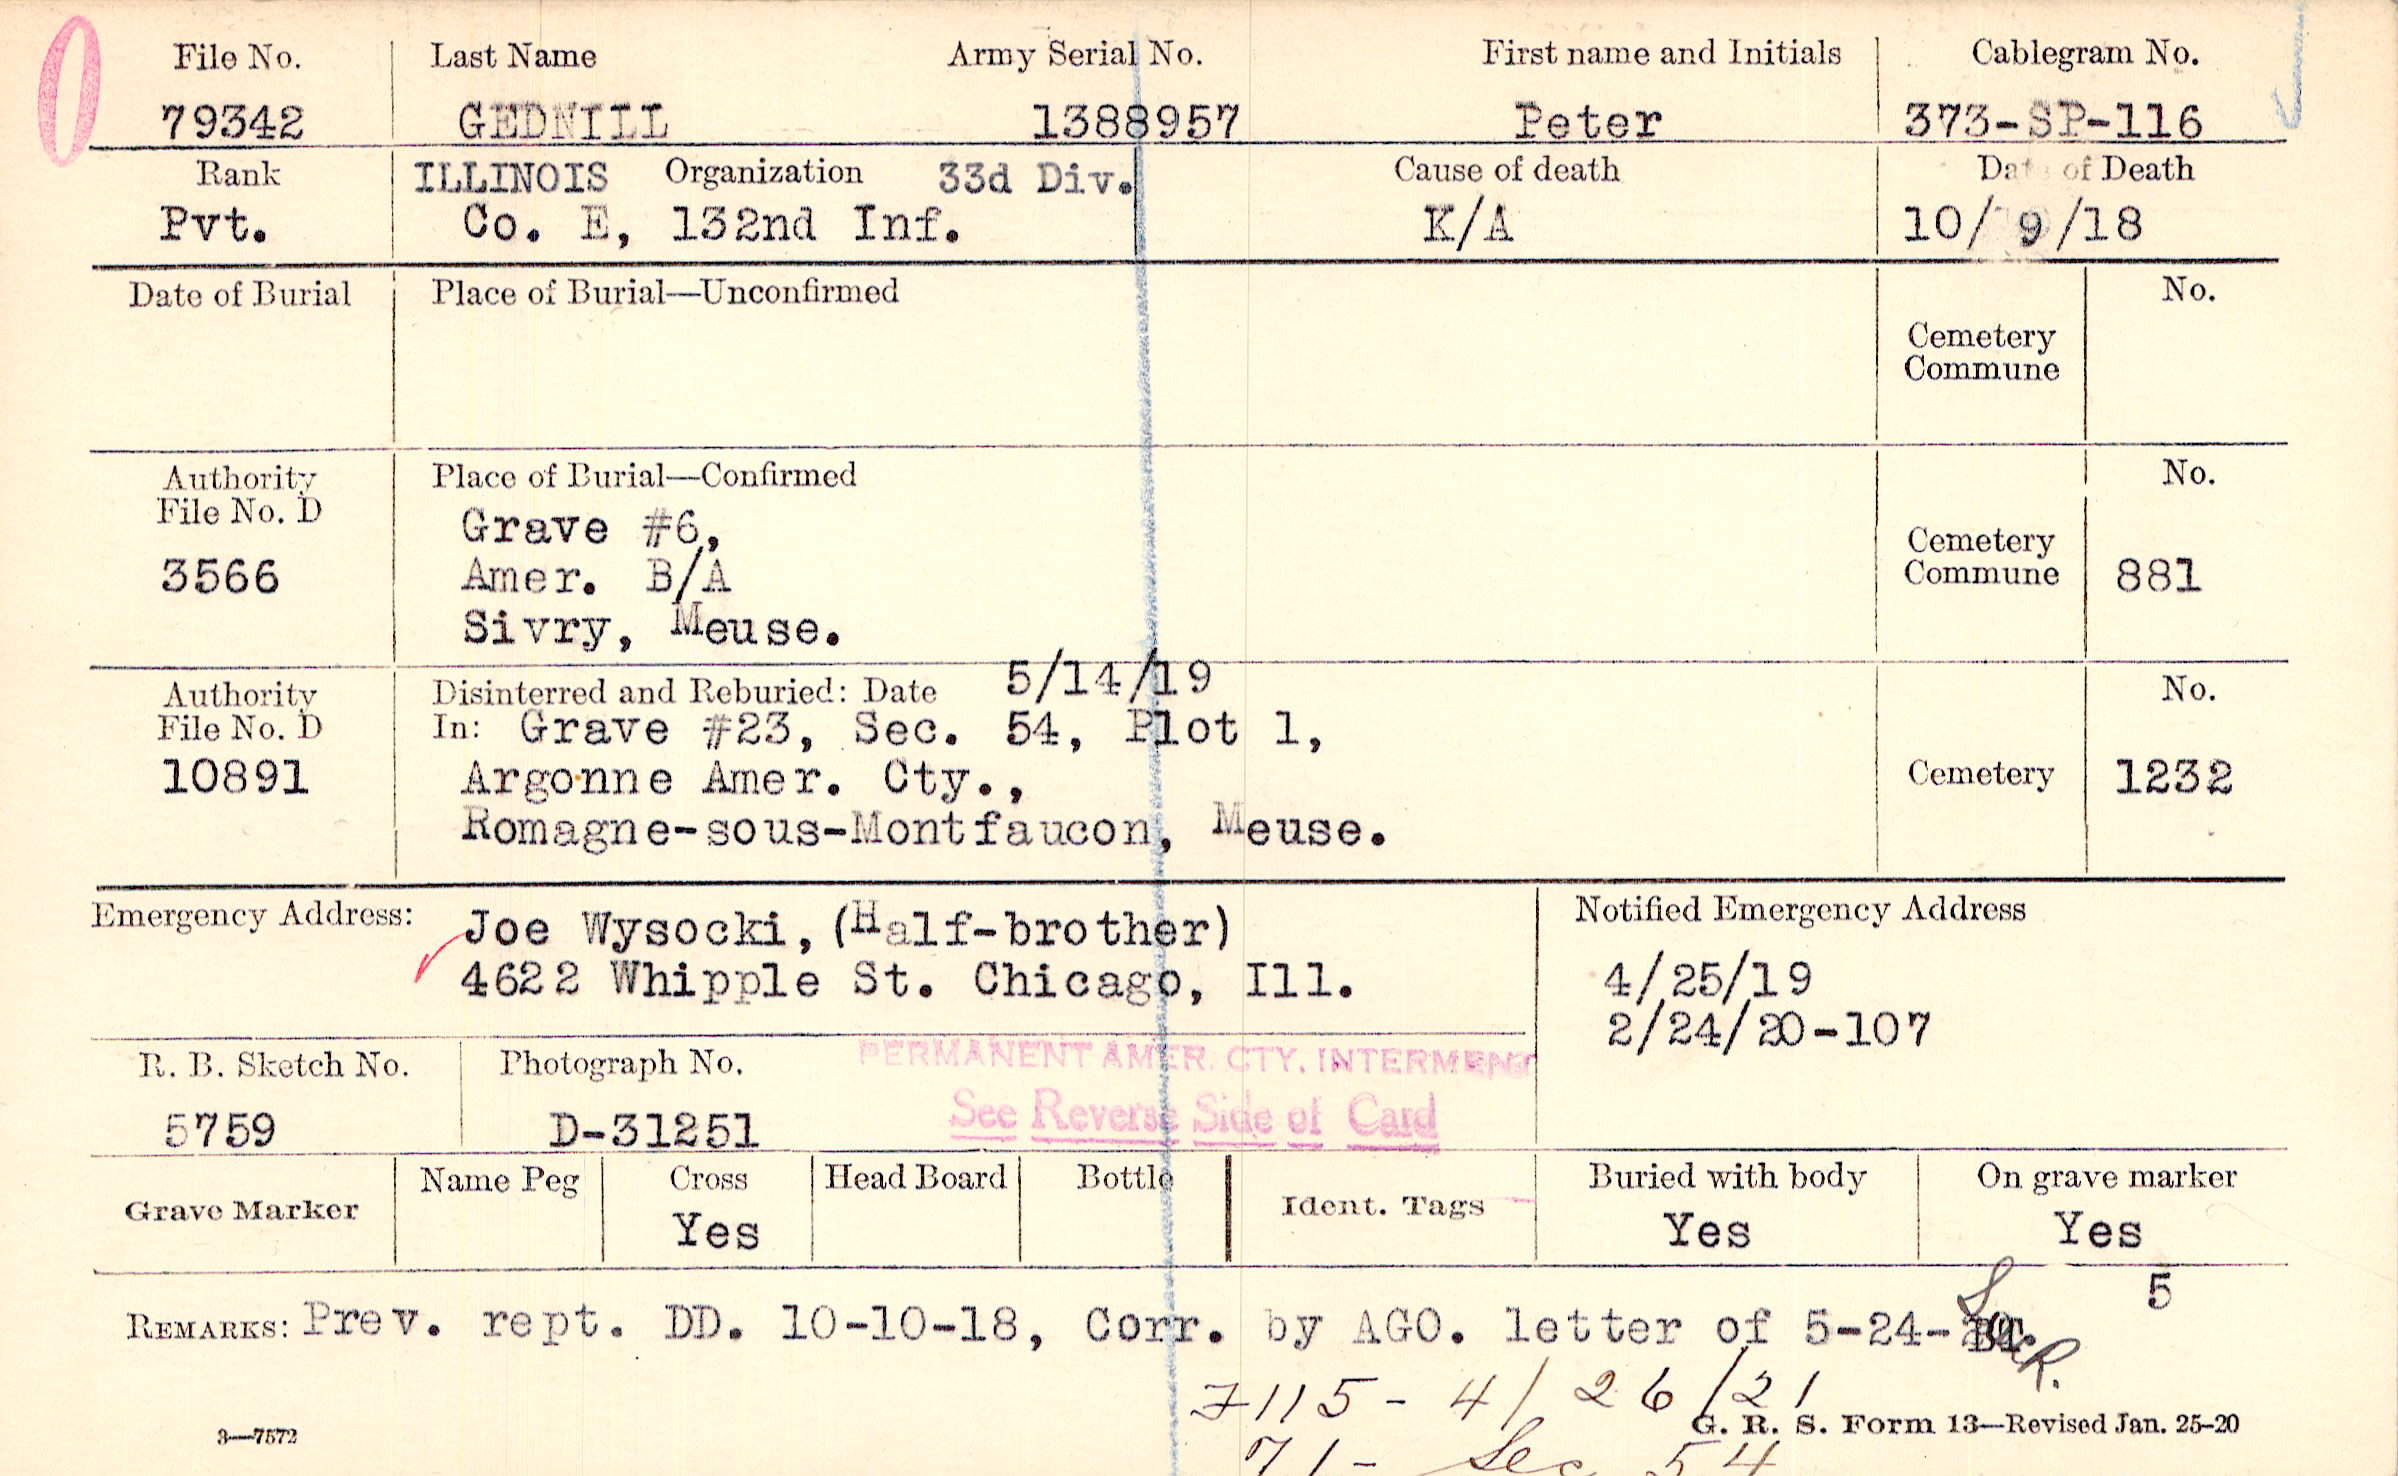 File No. Last Name Army Serial No. First name and Initials Cablegram No.
79342 GEDNILL 1388957 Peter 373-SP-116
Rank ILLINOIS Organization 33d Div. Cause of death Date of Death
Pvt. Co. E, 132nd Inf. K/A 10/ 9 /18
Date of Burial Place of Burial—Unconfirmed No.
Cemetery
Commune
Authority Place of Burial—Confirmed No.
File No. D
Grave #6,
3566 Amer. B/A Cemetery
Commune 881
Sivry, Meuse.
Authority Disinterred and Reburied: Date 5/14/19 No.
File No. D In: Grave #23, Sec. 54, Plot 1,
10891 Argonne Amer. Cty., Cemetery 1232
Romagne-sous-Montfaucon, Meuse.
Emergency Address: Joe Wysocki, (Half-brother) Notified Emergency Address
4622 Whipple St. Chicago, Ill. 4/25/19
2/24/20-107
R. B. Sketch No. Photograph No. PERMANENT AMER. CTY. INTERMENT
5759 D-31251 See Reverse Side of Card
Grave Marker Name Peg Cross Head Board Bottle Ident. Tags Buried with body On grave marker
Yes Yes Yes
5
REMARKS: Prev. rept. DD. 10-10-18, Corr. by AGO. letter of 5-24-
7115 - 4/26/21
3—7572 G. R. S. Form 13—Revised Jan. 25-20
71 - Sec 54